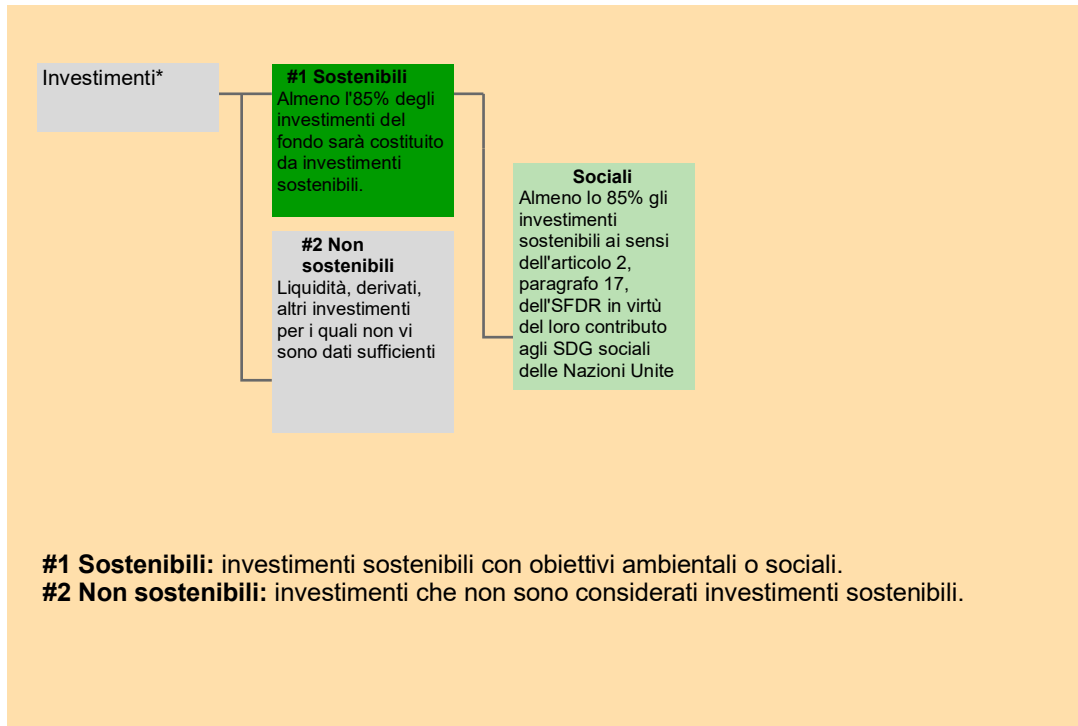 Investimenti*
#1 Sostenibili
Almeno l'85% degli
investimenti del
fondo sarà costituito
da investimenti
sostenibili.
#2 Non
sostenibili
Liquidità, derivati,
altri investimenti
per i quali non vi
sono dati sufficienti
Sociali
Almeno lo 85% gli
investimenti
sostenibili ai sensi
dell'articolo 2,
paragrafo 17,
dell'SFDR in virtù
del loro contributo
agli SDG sociali
delle Nazioni Unite
#1 Sostenibili: investimenti sostenibili con obiettivi ambientali o sociali.
#2 Non sostenibili: investimenti che non sono considerati investimenti sostenibili.